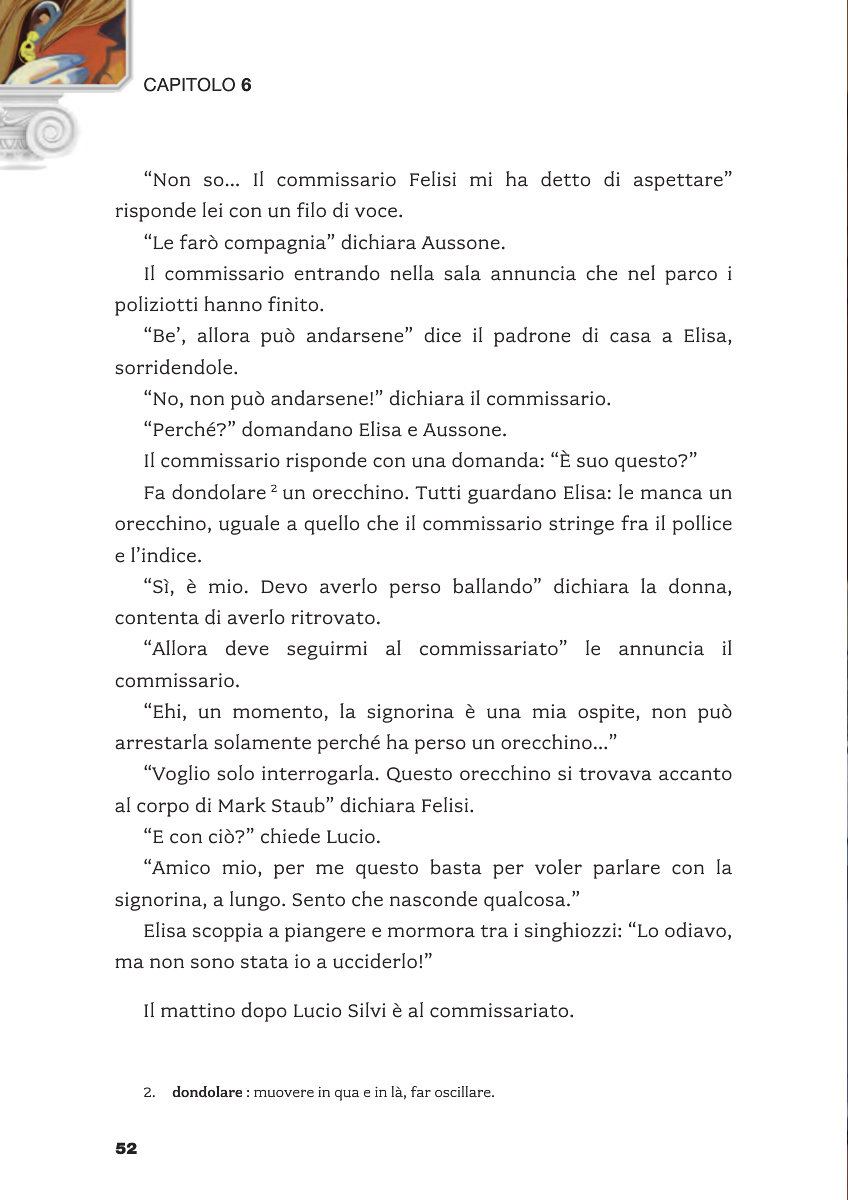 CAPITOLO 6
“Non so... Il commissario Felisi mi ha detto di aspettare”
risponde lei con un filo di voce.
“Le farò compagnia” dichiara Aussone.
Il commissario entrando nella sala annuncia che nel parco i
poliziotti hanno finito.
“Be’, allora può andarsene” dice il padrone di casa a Elisa,
sorridendole.
“No, non può andarsene!” dichiara il commissario.
“Perché?” domandano Elisa e Aussone.
Il commissario risponde con una domanda: “È suo questo?”
Fa dondolare ² un orecchino. Tutti guardano Elisa: le manca un
orecchino, uguale a quello che il commissario stringe fra il pollice
e l’indice.
“Sì, è mio. Devo averlo perso ballando” dichiara la donna,
contenta di averlo ritrovato.
“Allora deve seguirmi al commissariato” le annuncia il
commissario.
“Ehi, un momento, la signorina è una mia ospite, non può
arrestarla solamente perché ha perso un orecchino...”
“Voglio solo interrogarla. Questo orecchino si trovava accanto
al corpo di Mark Staub” dichiara Felisi.
“E con ciò?” chiede Lucio.
“Amico mio, per me questo basta per voler parlare con la
signorina, a lungo. Sento che nasconde qualcosa.”
Elisa scoppia a piangere e mormora tra i singhiozzi: “Lo odiavo,
ma non sono stata io a ucciderlo!”
Il mattino dopo Lucio Silvi è al commissariato.
2. dondolare : muovere in qua e in là, far oscillare.
52